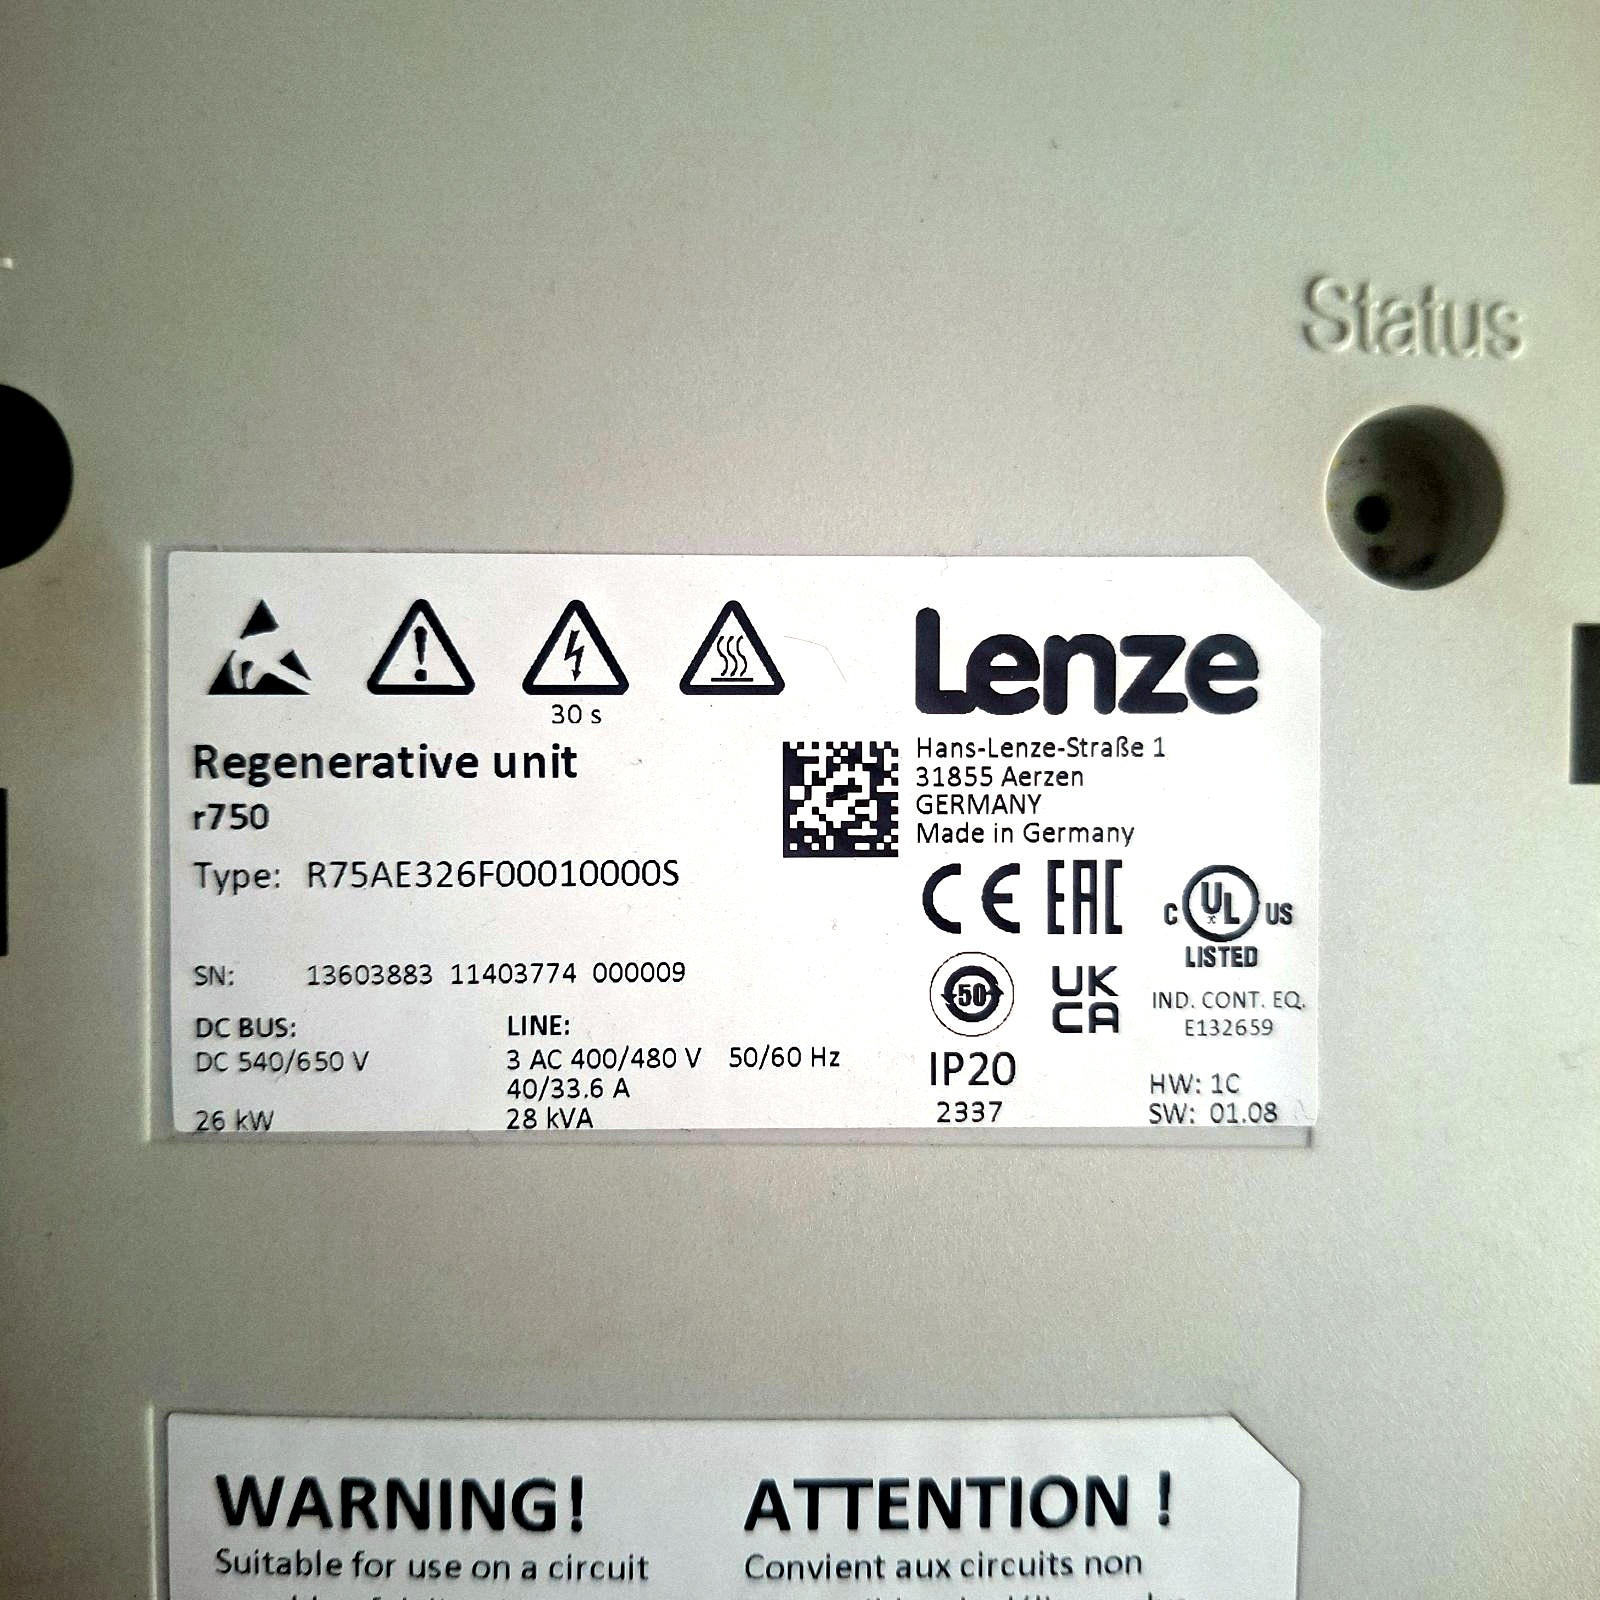 Status
Lenze
30 s
Regenerative unit
r750
Hans-Lenze-Straße 1
31855 Aerzen
GERMANY
Made in Germany
Type: R75AE326F00010000S
CE EAC
C UL US
LISTED
SN: 13603883 11403774 000009
50
UK
CA
IND. CONT. EQ.
E132659
DC BUS:
DC 540/650 V
26 kW
LINE:
3 AC 400/480 V 50/60 Hz
40/33.6 A
28 kVA
IP20
2337
HW: 1C
SW: 01.08
WARNING!
Suitable for use on a circuit
ATTENTION !
Convient aux circuits non